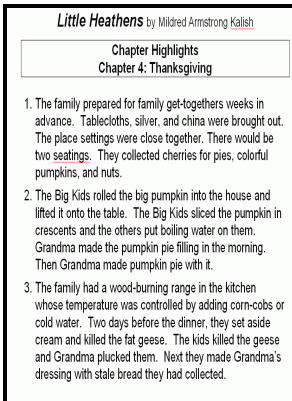 Little Heathens by Mildred Armstrong Kalish
Chapter Highlights
Chapter 4: Thanksgiving
1. The family prepared for family get-togethers weeks in
advance. Tablecloths, silver, and china were brought out.
The place settings were close together. There would be
two seatings. They collected cherries for pies, colorful
pumpkins, and nuts.
2. The Big Kids rolled the big pumpkin into the house and
lifted it onto the table. The Big Kids sliced the pumpkin in
crescents and the others put boiling water on them.
Grandma made the pumpkin pie filling in the morning.
Then Grandma made pumpkin pie with it.
3. The family had a wood-burning range in the kitchen
whose temperature was controlled by adding corn-cobs or
cold water. Two days before the dinner, they set aside
cream and killed the fat geese. The kids killed the geese
and Grandma plucked them. Next they made Grandma's
dressing with stale bread they had collected.